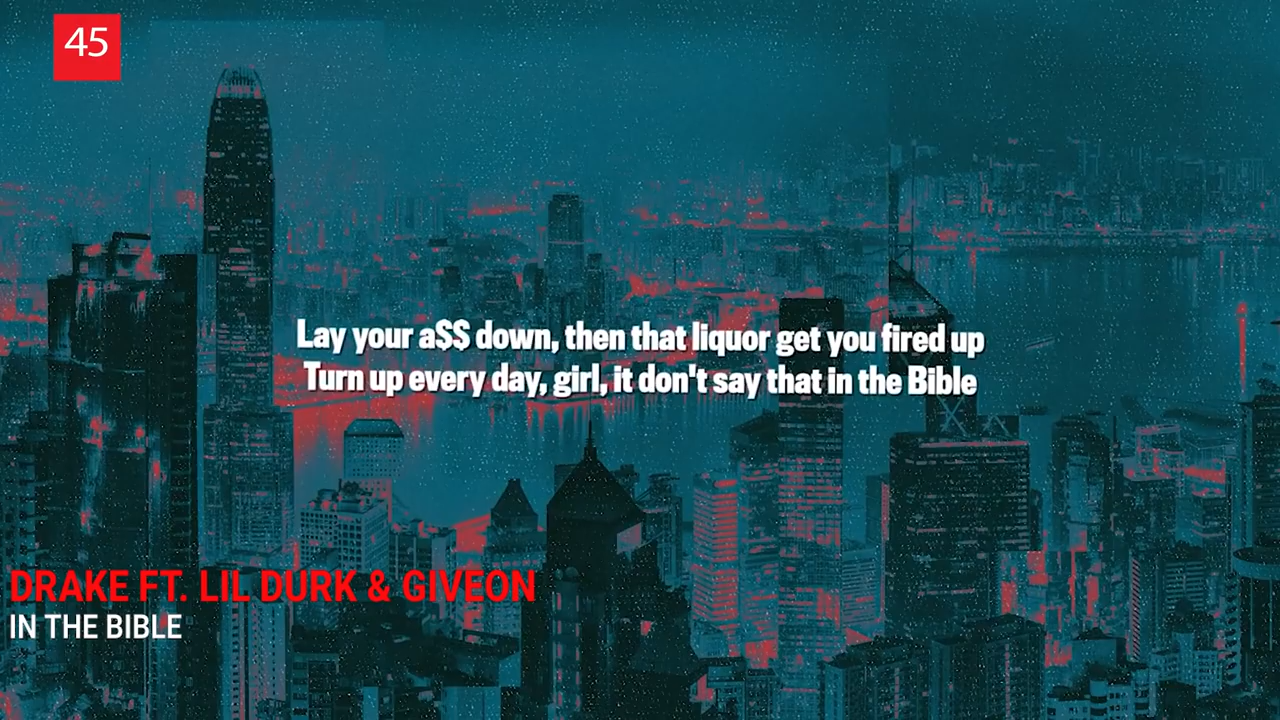 45
Lay your a$$ down, then that liquor get you fired up
Turn up every day, girl, it don't say that in the Bible
DRAKE FT. LIL DURK & GIVEON
IN THE BIBLE